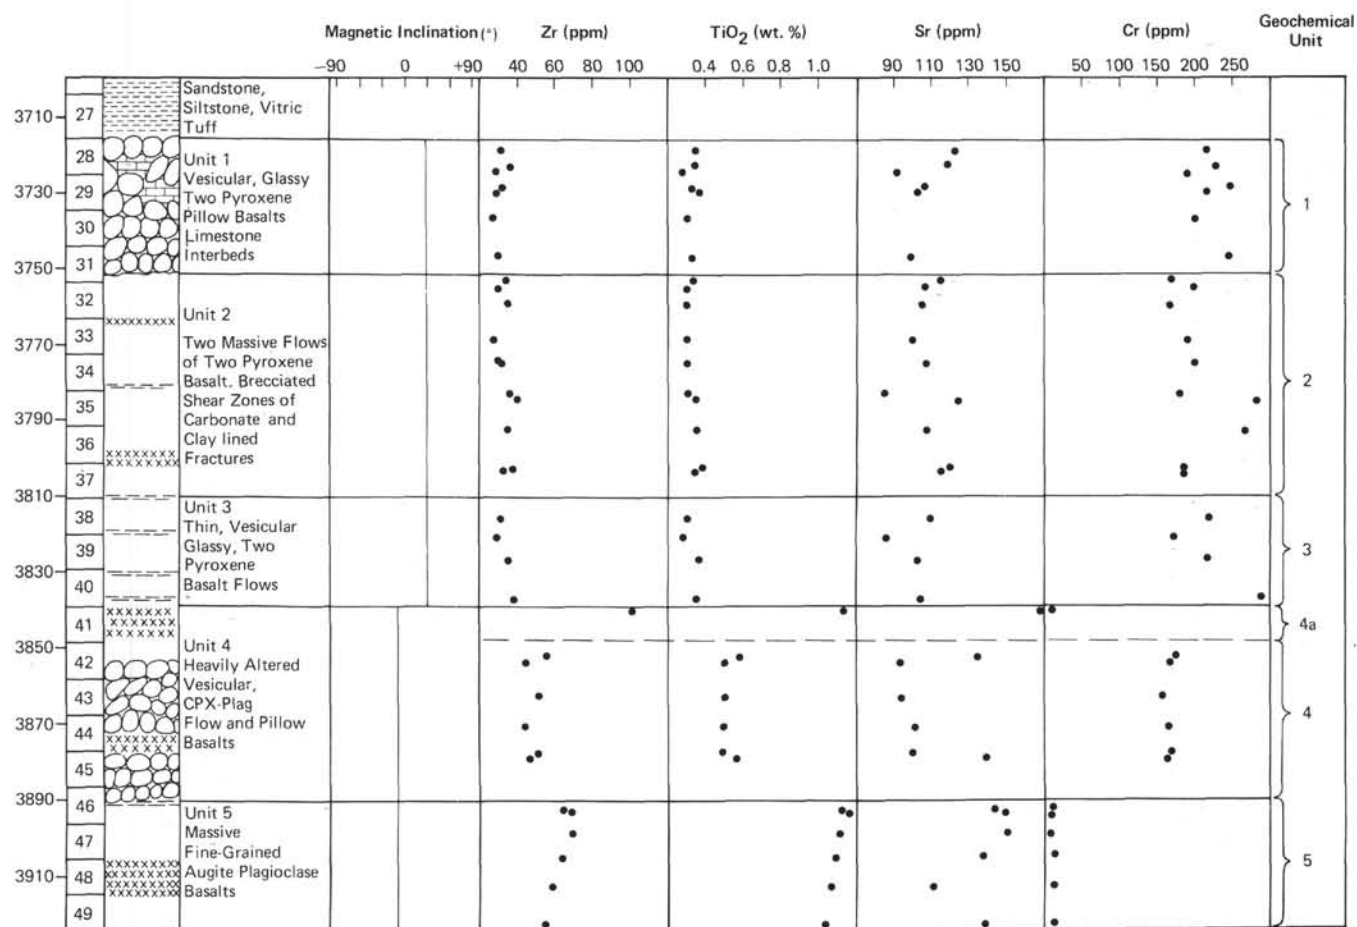 Magnetic Inclination (°) Zr (ppm) TiO2 (wt. %) Sr (ppm) Cr (ppm) Geochemical
Unit
−90 0 +90 40 60 80 100 0.4 0.6 0.8 1.0 90 110 130 150 50 100 150 200 250
Sandstone,
Siltstone, Vitric
Tuff
3710 27
28
Unit 1
Vesicular, Glassy
3730 29 Two Pyroxene
1
Pillow Basalts
30
Limestone
Interbeds
3750 31
32
Unit 2
33
3770 Two Massive Flows
of Two Pyroxene
34
Basalt. Brecciated
2
Shear Zones of
35
3790 Carbonate and
Clay lined
36
Fractures
37
3810
Unit 3
38
Thin, Vesicular
Glassy, Two
39 3
Pyroxene
3830 40 Basalt Flows
41 4a
3850 Unit 4
42 Heavily Altered
Vesicular,
43 CPX-Plag
4
3870 Flow and Pillow
44 Basalts
45
3890 46
Unit 5
Massive
47
Fine-Grained
5
3910 48 Augite Plagioclase
Basalts
49